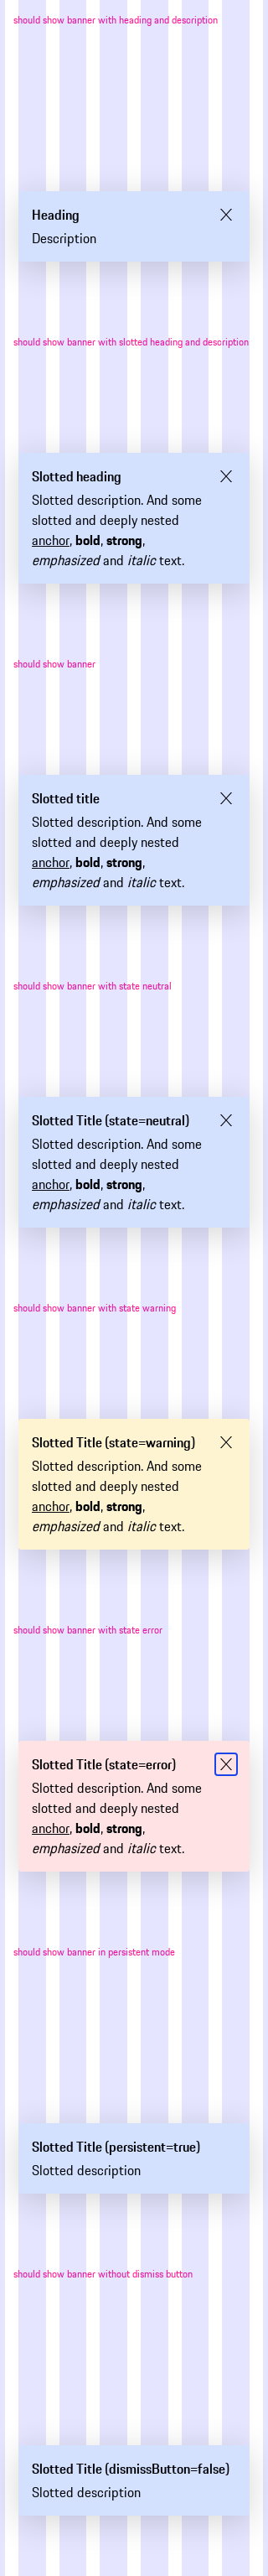 should show banner with heading and description
Heading
Description
should show banner with slotted heading and description
Slotted heading
Slotted description. And some
slotted and deeply nested
anchor, bold, strong,
emphasized and italic text.
should show banner
Slotted title
Slotted description. And some
slotted and deeply nested
anchor, bold, strong,
emphasized and italic text.
should show banner with state neutral
Slotted Title (state=neutral)
Slotted description. And some
slotted and deeply nested
anchor, bold, strong,
emphasized and italic text.
should show banner with state warning
Slotted Title (state=warning)
Slotted description. And some
slotted and deeply nested
anchor, bold, strong,
emphasized and italic text.
should show banner with state error
Slotted Title (state=error)
Slotted description. And some
slotted and deeply nested
anchor, bold, strong,
emphasized and italic text.
should show banner in persistent mode
Slotted Title (persistent=true)
Slotted description
should show banner without dismiss button
Slotted Title (dismissButton=false)
Slotted description